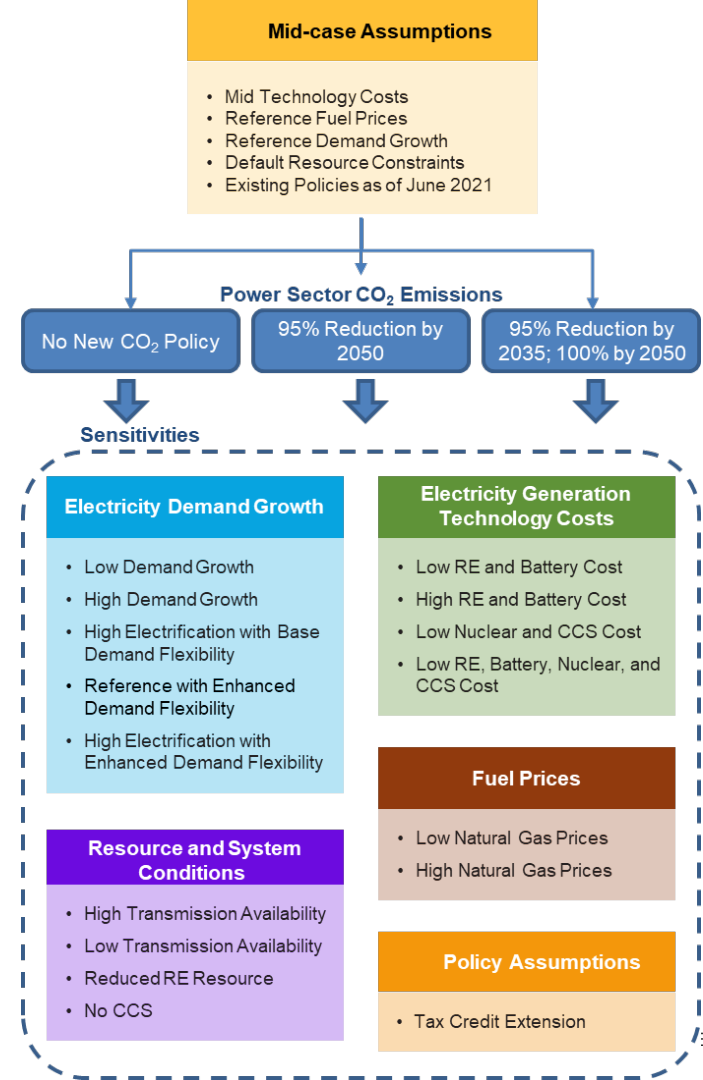 Mid-case Assumptions
• Mid Technology Costs
• Reference Fuel Prices
• Reference Demand Growth
• Default Resource Constraints
• Existing Policies as of June 2021
Power Sector CO₂ Emissions
No New CO₂ Policy
95% Reduction by
2050
95% Reduction by
2035; 100% by 2050
Sensitivities
Electricity Demand Growth
• Low Demand Growth
• High Demand Growth
• High Electrification with Base
Demand Flexibility
• Reference with Enhanced
Demand Flexibility
• High Electrification with
Enhanced Demand Flexibility
Electricity Generation
Technology Costs
• Low RE and Battery Cost
• High RE and Battery Cost
• Low Nuclear and CCS Cost
• Low RE, Battery, Nuclear, and
CCS Cost
Fuel Prices
• Low Natural Gas Prices
• High Natural Gas Prices
Resource and System
Conditions
• High Transmission Availability
• Low Transmission Availability
• Reduced RE Resource
• No CCS
Policy Assumptions
• Tax Credit Extension